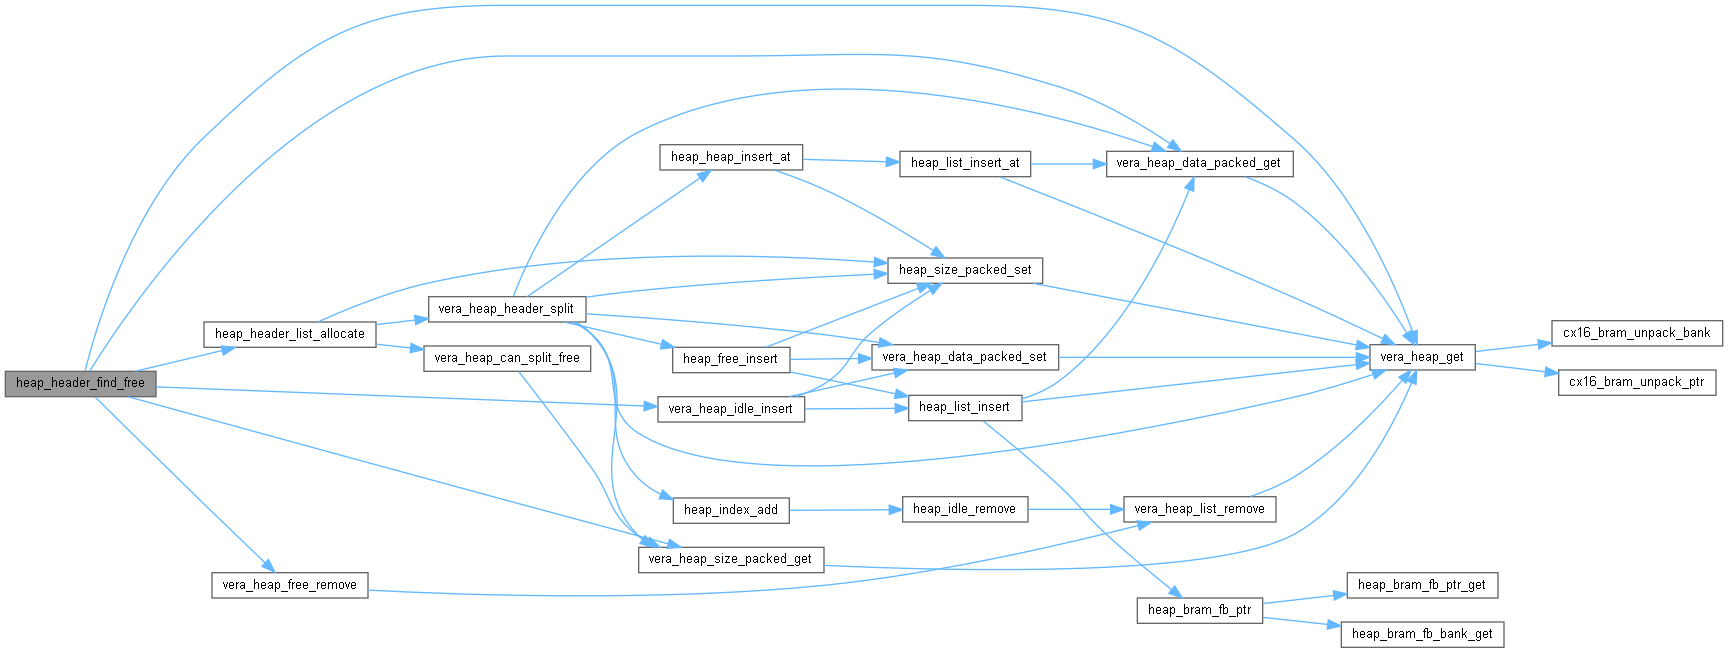 heap_header_find_free
heap_header_list_allocate
vera_heap_free_remove
vera_heap_header_split
vera_heap_can_split_free
heap_heap_insert_at
heap_free_insert
vera_heap_idle_insert
heap_index_add
vera_heap_size_packed_get
heap_list_insert_at
heap_size_packed_set
vera_heap_data_packed_set
heap_list_insert
heap_idle_remove
vera_heap_data_packed_get
vera_heap_list_remove
heap_bram_fb_ptr
vera_heap_get
heap_bram_fb_ptr_get
heap_bram_fb_bank_get
cx16_bram_unpack_bank
cx16_bram_unpack_ptr